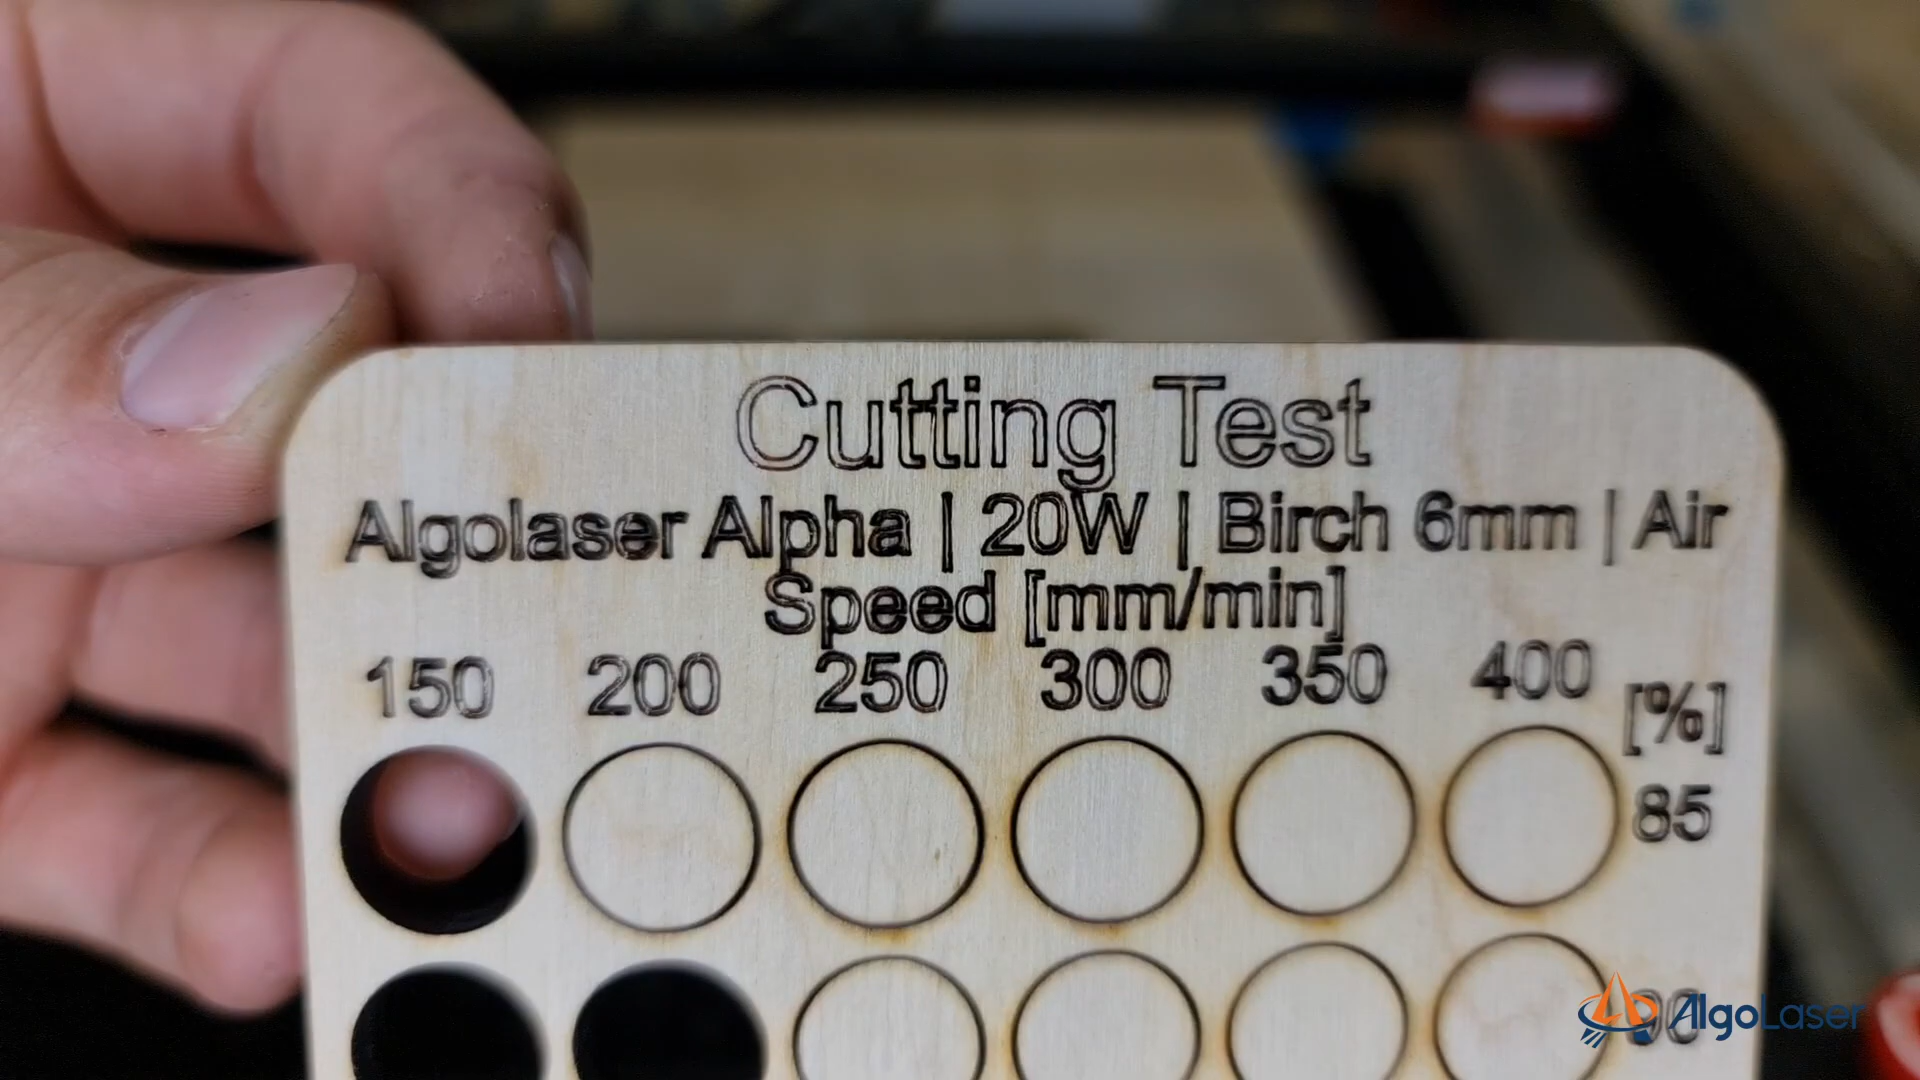 Cutting Test
Algolaser Alpha | 20W | Birch 6mm | Air
Speed [mm/min]
150 200 250 300 350 400 [%]
85
90
AlgoLaser